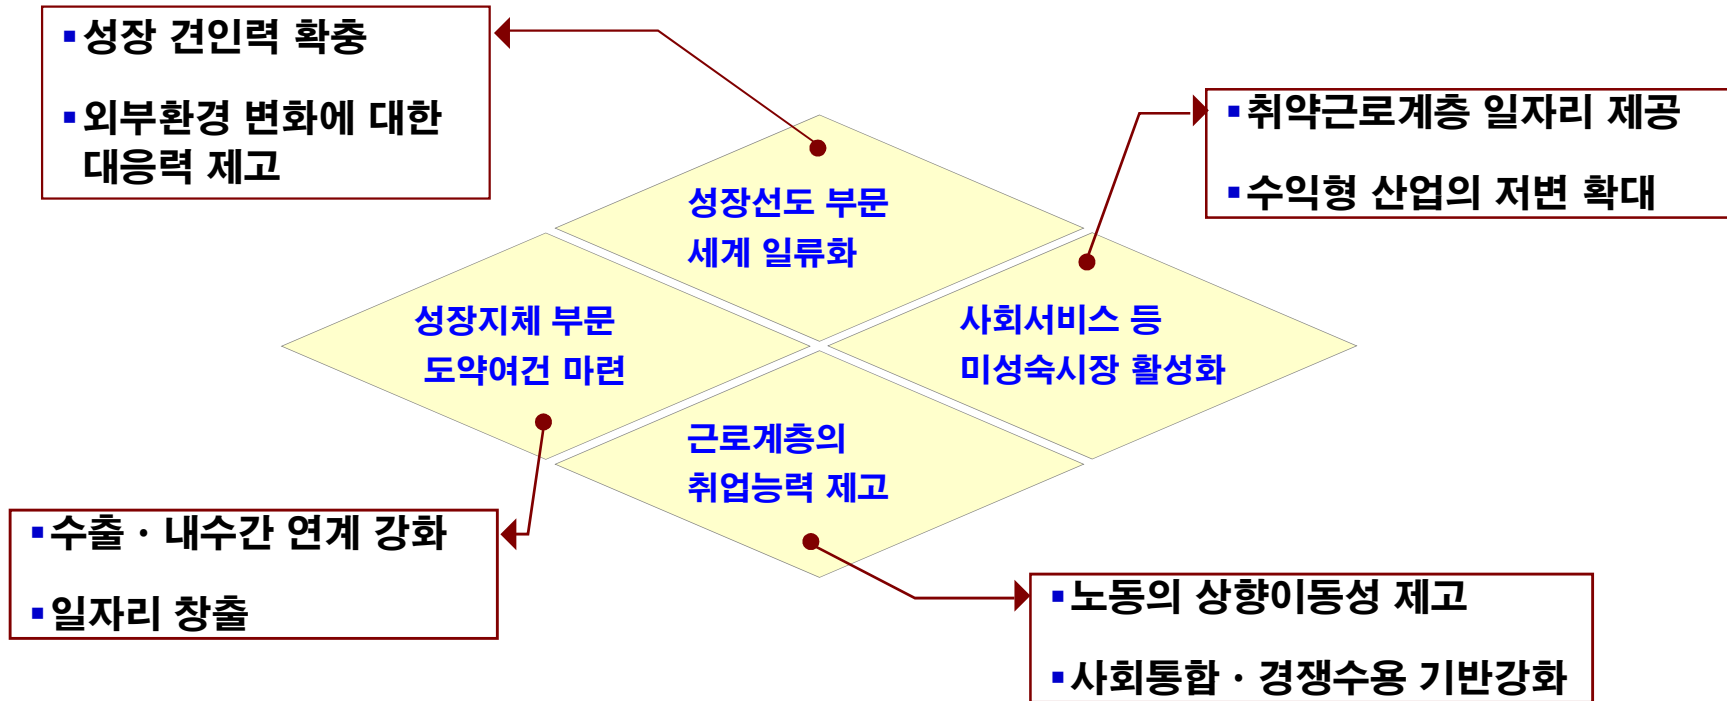 ▪성장 견인력 확충
▪외부환경 변화에 대한
대응력 제고
▪취약근로계층 일자리 제공
▪수익형 산업의 저변 확대
성장선도 부문
세계 일류화
성장지체 부문
도약여건 마련
사회서비스 등
미성숙시장 활성화
근로계층의
취업능력 제고
▪수출 · 내수간 연계 강화
▪일자리 창출
▪노동의 상향이동성 제고
▪사회통합 · 경쟁수용 기반강화